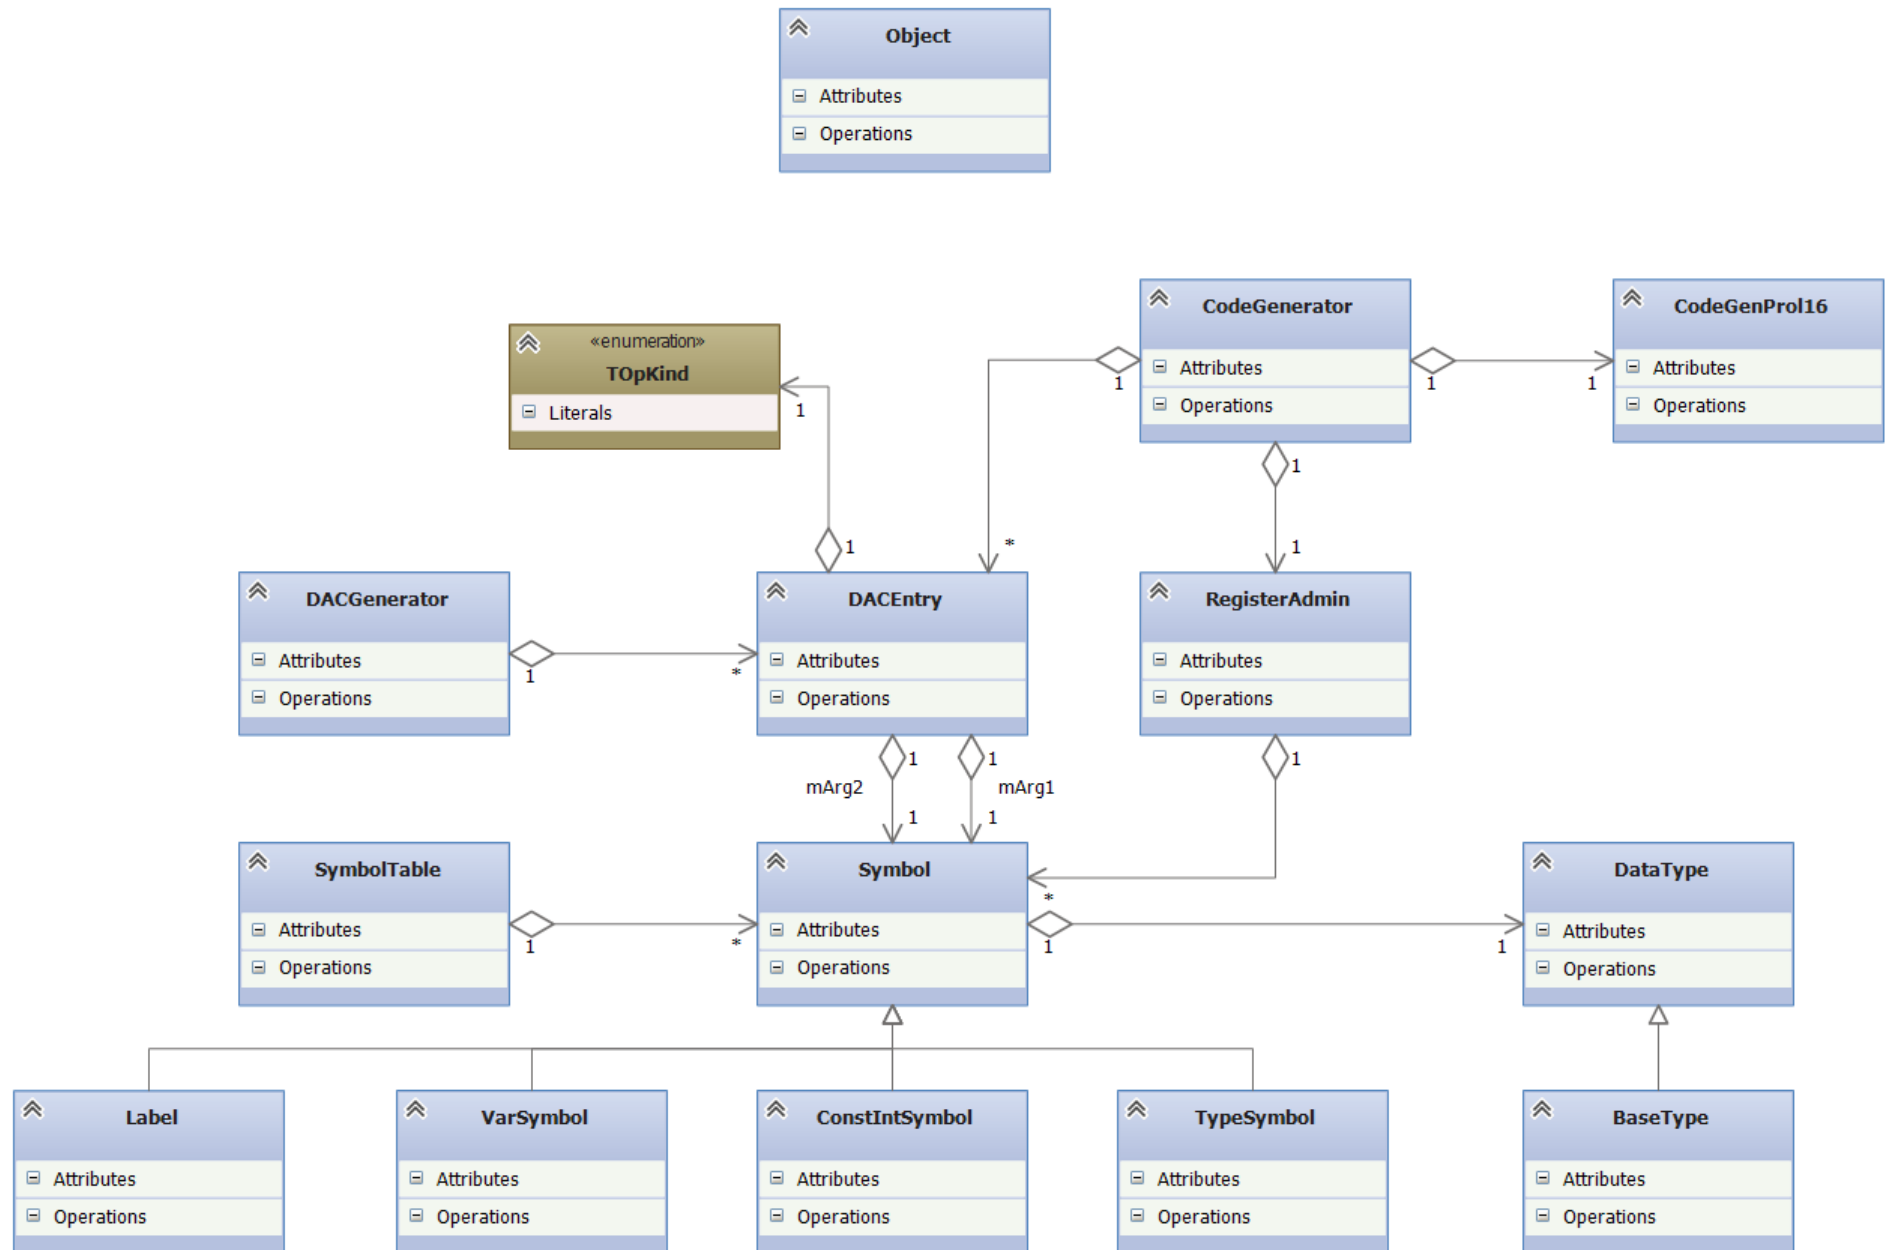 Object
Attributes
Operations
CodeGenerator
Attributes
Operations
CodeGenProl16
Attributes
Operations
1
1
1
«enumeration»
TOpKind
Literals
1
1
*
1
1
DACGenerator
Attributes
Operations
1
*
DACEntry
Attributes
Operations
RegisterAdmin
Attributes
Operations
1
1
1
mArg2
mArg1
1
1
SymbolTable
Attributes
Operations
1
*
Symbol
Attributes
Operations
*
1
1
DataType
Attributes
Operations
Label
Attributes
Operations
VarSymbol
Attributes
Operations
ConstIntSymbol
Attributes
Operations
TypeSymbol
Attributes
Operations
BaseType
Attributes
Operations